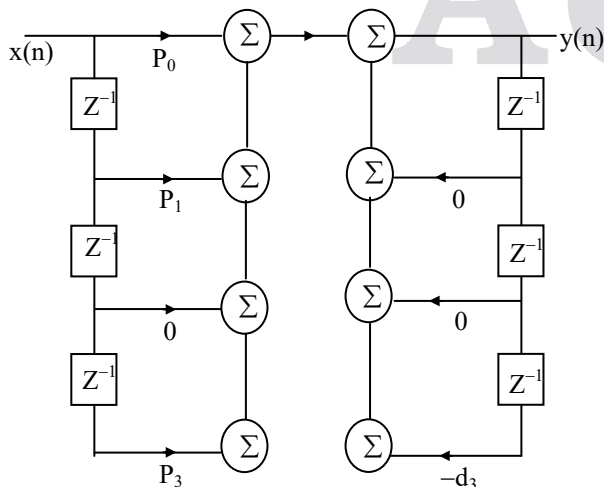 x(n) P₀ Σ Σ y(n)
Z⁻¹ Z⁻¹
P₁ Σ Σ 0
Z⁻¹ Z⁻¹
0 Σ Σ 0
Z⁻¹ Z⁻¹
P₃ Σ Σ −d₃